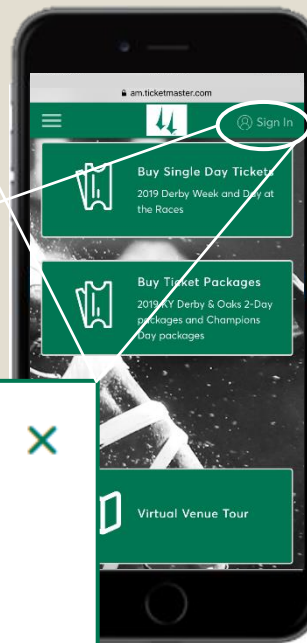 am.ticketmaster.com
Sign In
Buy Single Day Tickets
2019 Derby Week and Day at
the Races
Buy Ticket Packages
2019 KY Derby & Oaks 2-Day
packages and Champions
Day packages
Virtual Venue Tour